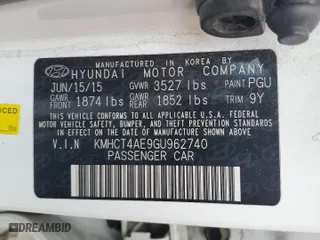 MANUFACTURED IN KOREA BY
HYUNDAI MOTOR COMPANY
JUN/15/15 GVWR 3527 lbs PAINT PGU
GAWR FRONT 1874 lbs GAWR REAR 1852 lbs TRIM 9Y
THIS VEHICLE CONFORMS TO ALL APPLICABLE
U.S. FEDERAL MOTOR VEHICLE SAFETY, BUMPER,
AND THEFT PREVENTION STANDARDS IN EFFECT ON
THE DATE OF MANUFACTURE SHOWN ABOVE.
V.I.N KMHCT4AE9GU962740
PASSENGER CAR